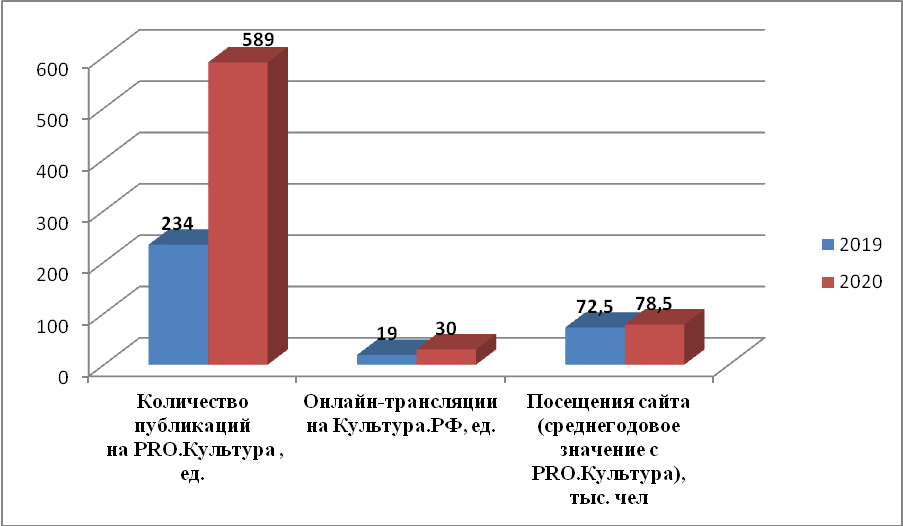 589
600
500
400
300
200
100
0
234
19
30
72,5
78,5
2019
2020
Количество
публикаций
на PRO.Культура ,
ед.
Онлайн-трансляции
на Культура.РФ, ед.
Посещения сайта
(среднегодовое
значение с
PRO.Культура),
тыс. чел